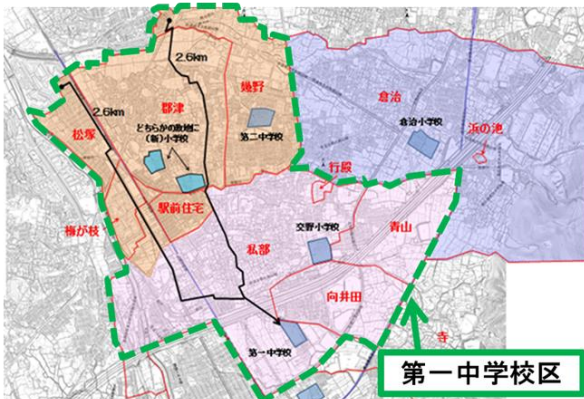 2.6km
幾野
倉治
郡津
2.6km
松塚
どちらかの敷地に
(新)小学校
第二中学校
倉治小学校
浜の池
行殿
駅前住宅
梅が枝
交野小学校
青山
私部
向井田
寺
第一中学校
第一中学校区